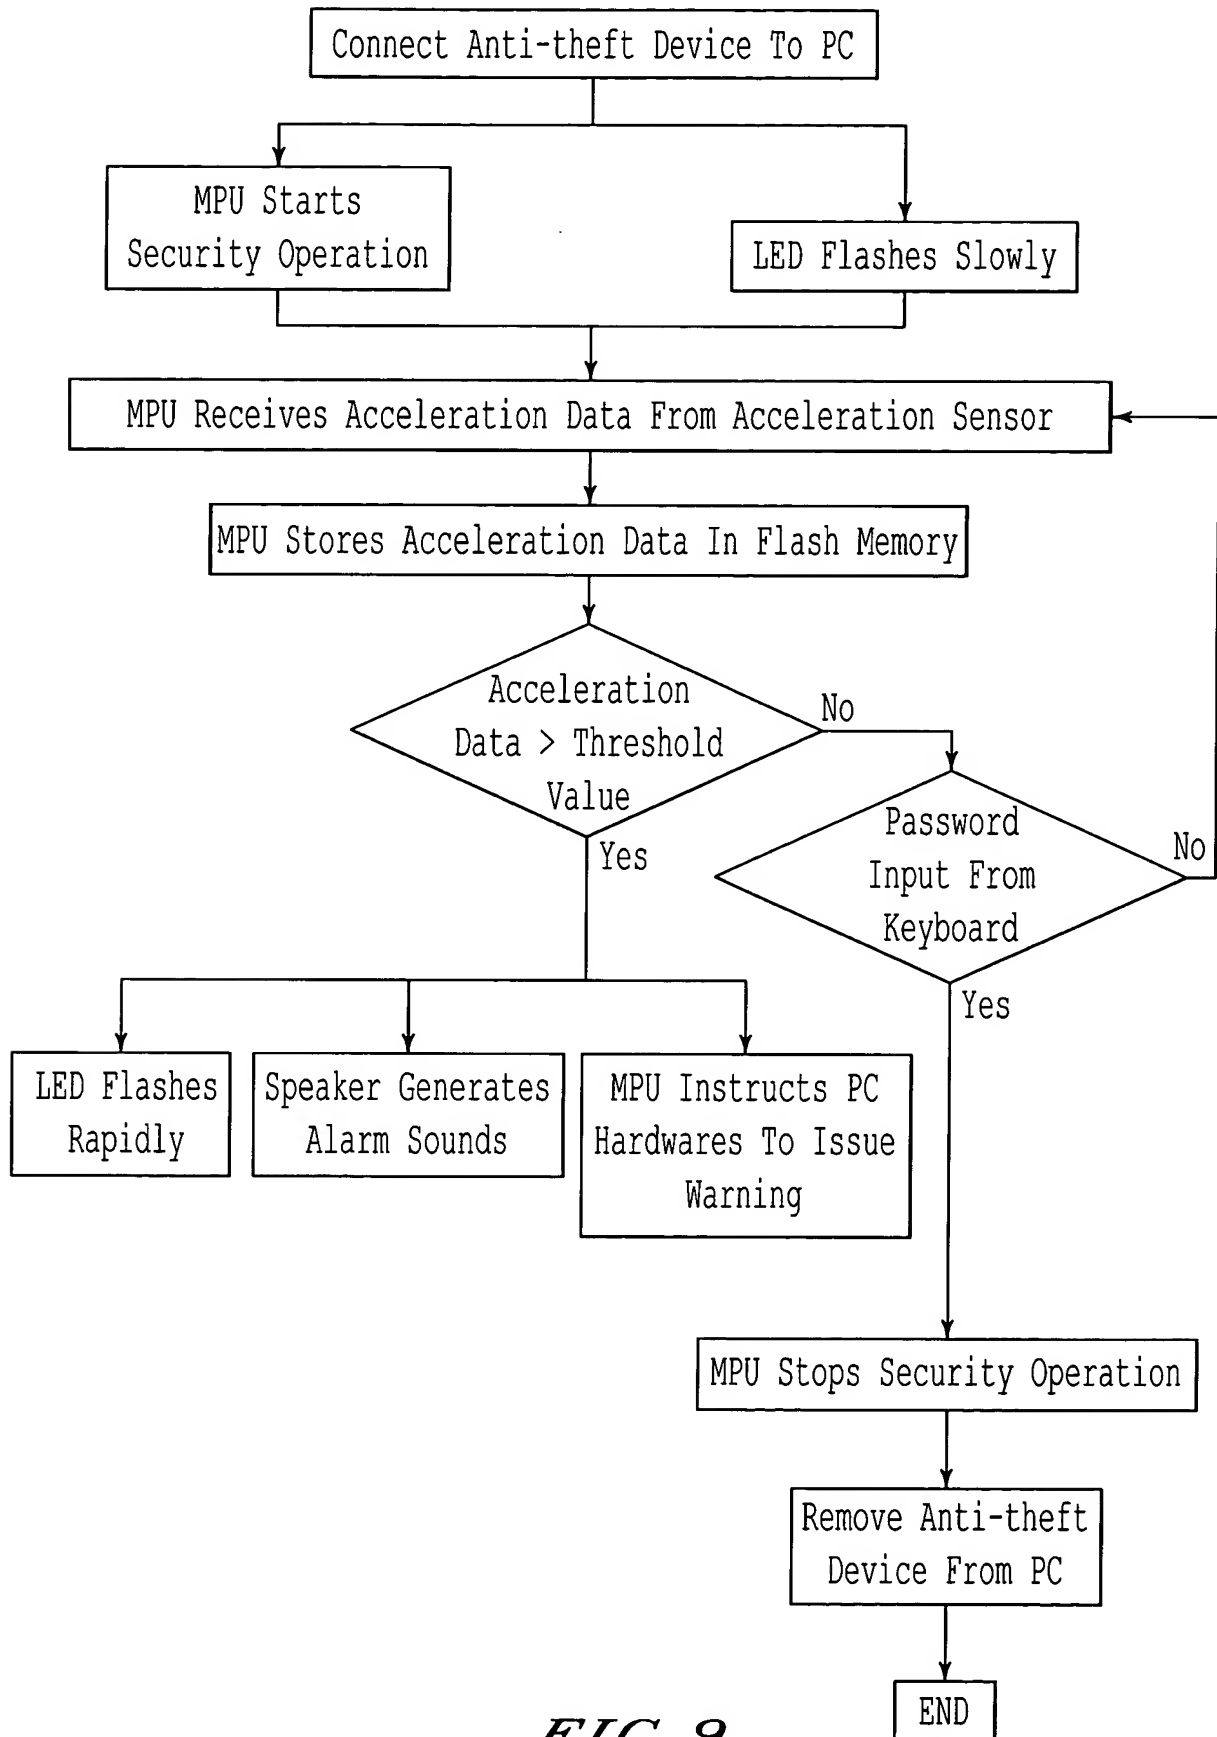 Connect Anti-theft Device To PC
MPU Starts
Security Operation
LED Flashes Slowly
MPU Receives Acceleration Data From Acceleration Sensor
MPU Stores Acceleration Data In Flash Memory
Acceleration
Data > Threshold
Value
No
Yes
Password
Input From
Keyboard
No
Yes
LED Flashes
Rapidly
Speaker Generates
Alarm Sounds
MPU Instructs PC
Hardwares To Issue
Warning
MPU Stops Security Operation
Remove Anti-theft
Device From PC
END